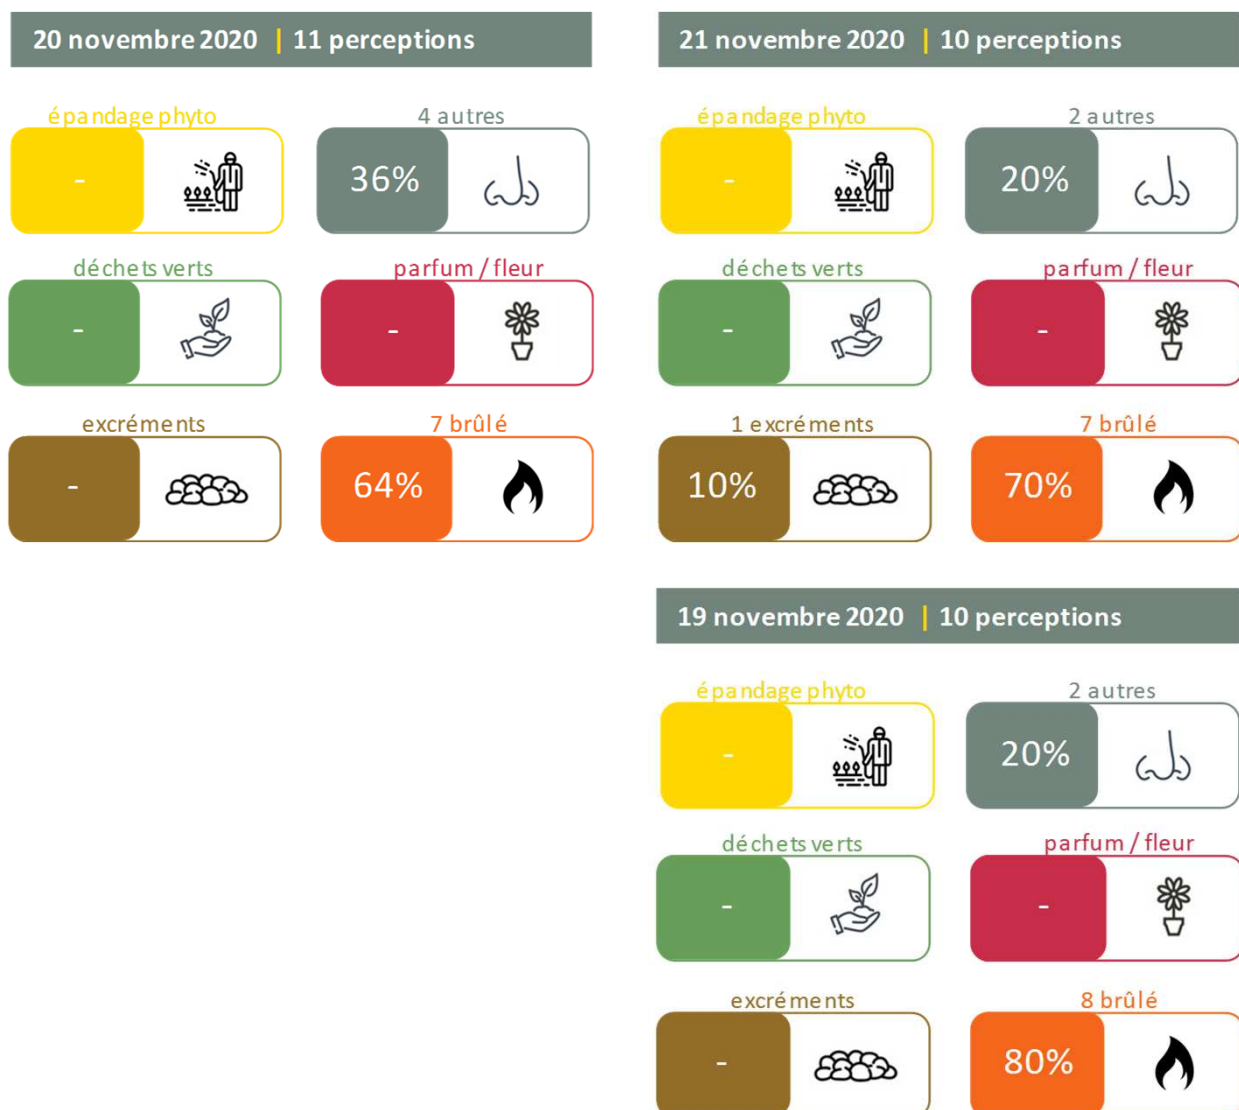 20 novembre 2020 | 11 perceptions
épandage phyto
4 autres
-
36%
déchets verts
parfum / fleur
-
-
excréments
7 brûlé
-
64%
21 novembre 2020 | 10 perceptions
épandage phyto
2 autres
-
20%
déchets verts
parfum / fleur
-
-
1 excréments
7 brûlé
10%
70%
19 novembre 2020 | 10 perceptions
épandage phyto
2 autres
-
20%
déchets verts
parfum / fleur
-
-
excréments
8 brûlé
-
80%